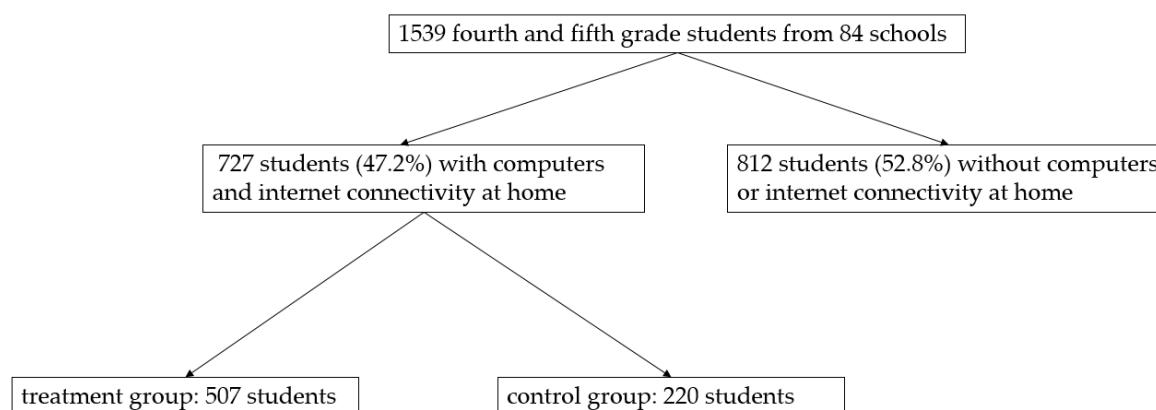 1539 fourth and fifth grade students from 84 schools
727 students (47.2%) with computers
and internet connectivity at home
812 students (52.8%) without computers
or internet connectivity at home
treatment group: 507 students
control group: 220 students